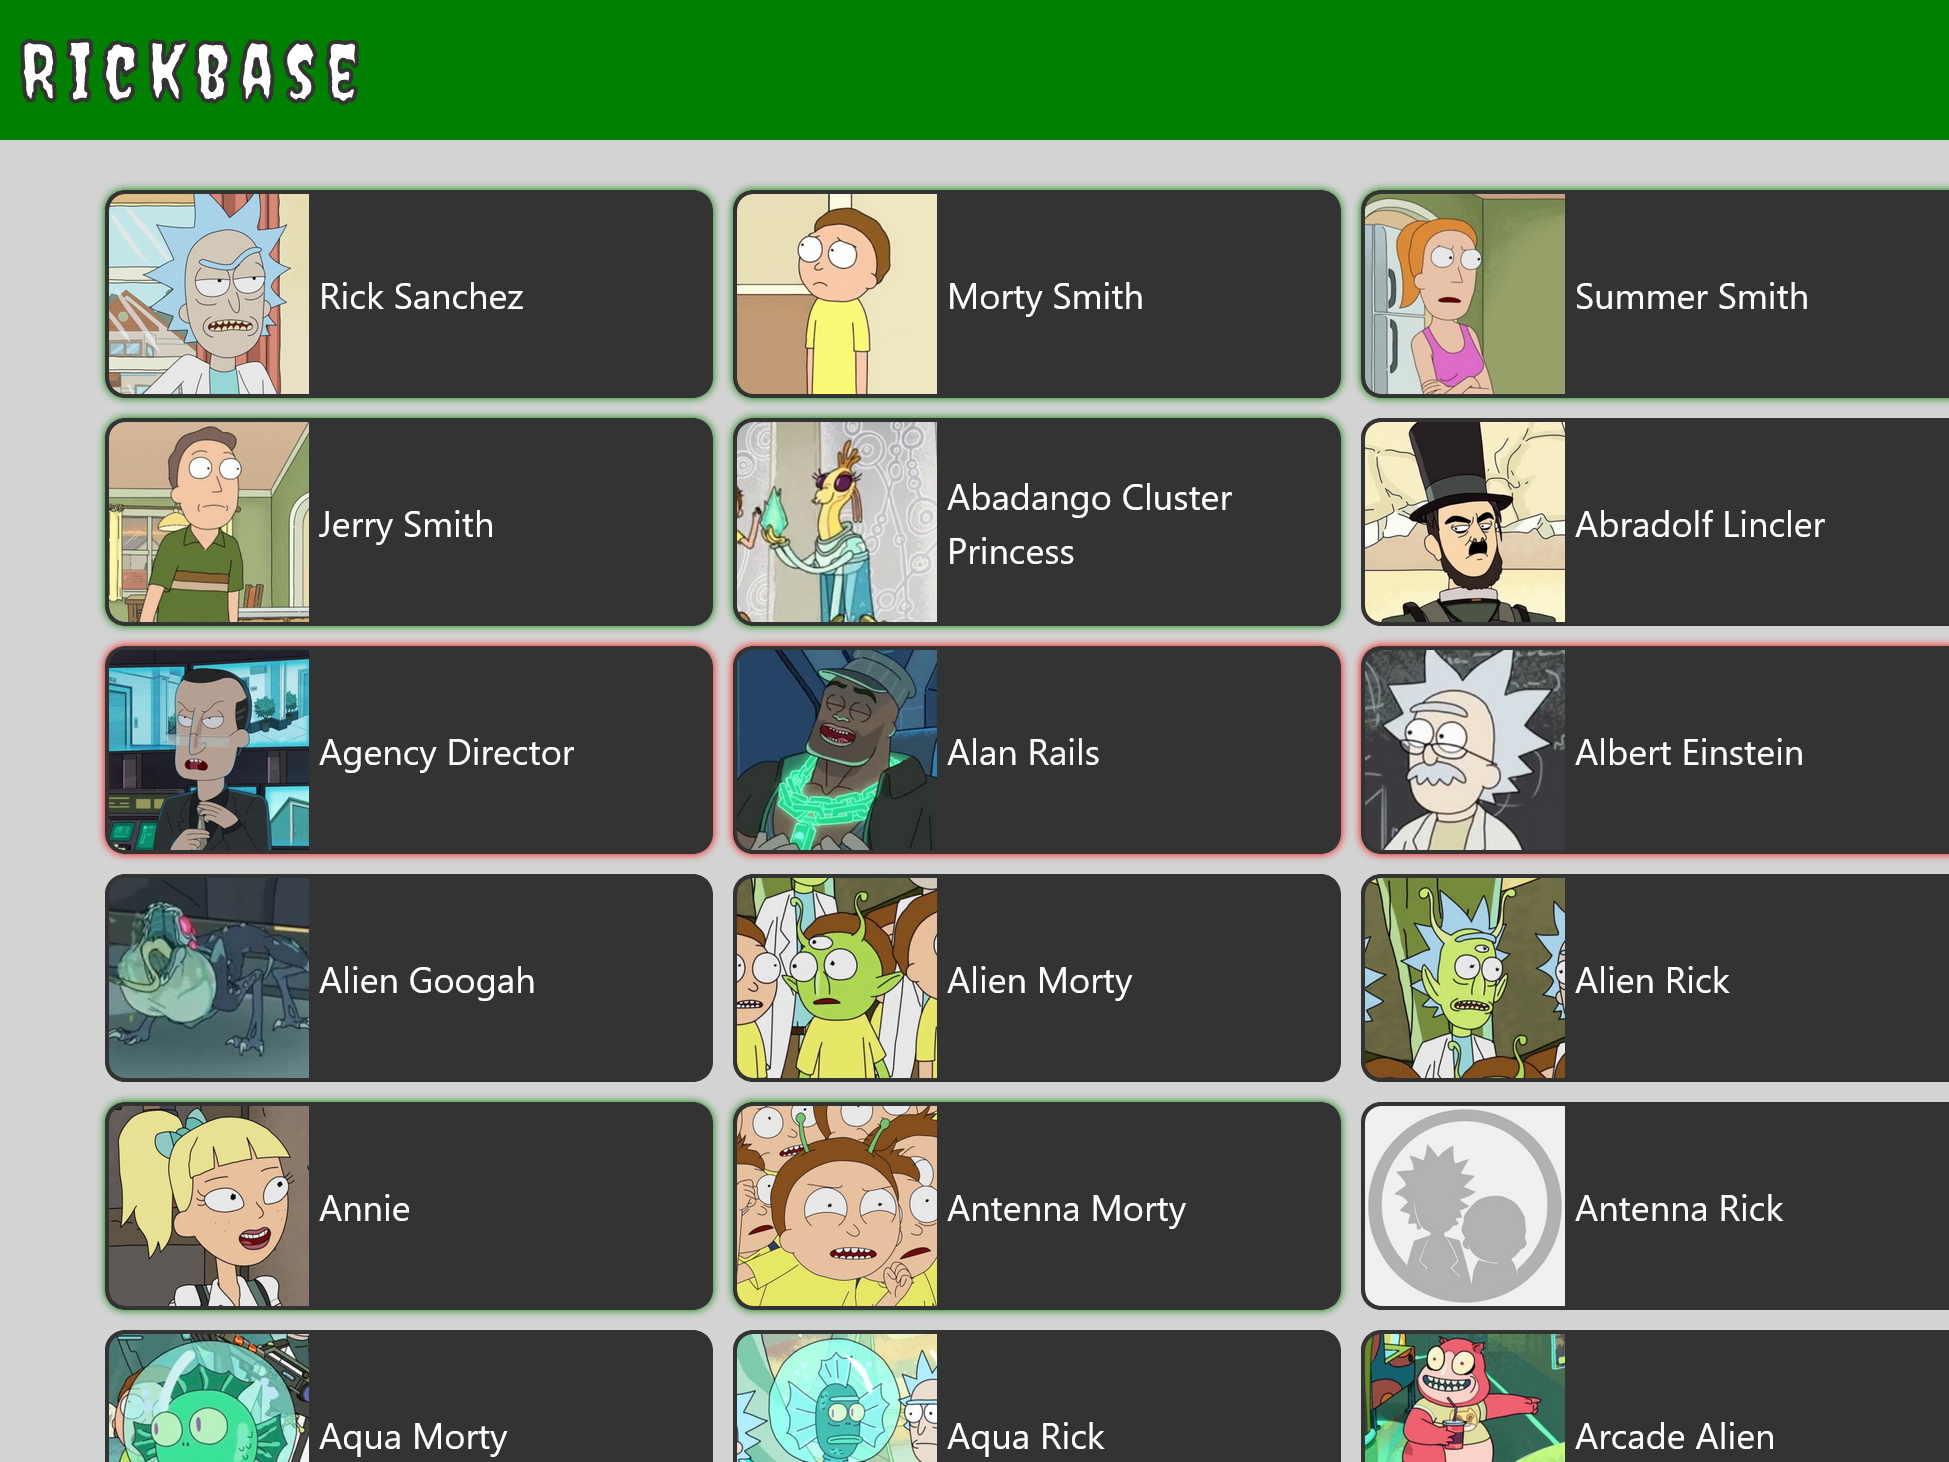 RICKBASE
Rick Sanchez
Morty Smith
Summer Smith
Jerry Smith
Abadango Cluster
Princess
Abradolf Lincler
Agency Director
Alan Rails
Albert Einstein
Alien Googah
Alien Morty
Alien Rick
Annie
Antenna Morty
Antenna Rick
Aqua Morty
Aqua Rick
Arcade Alien